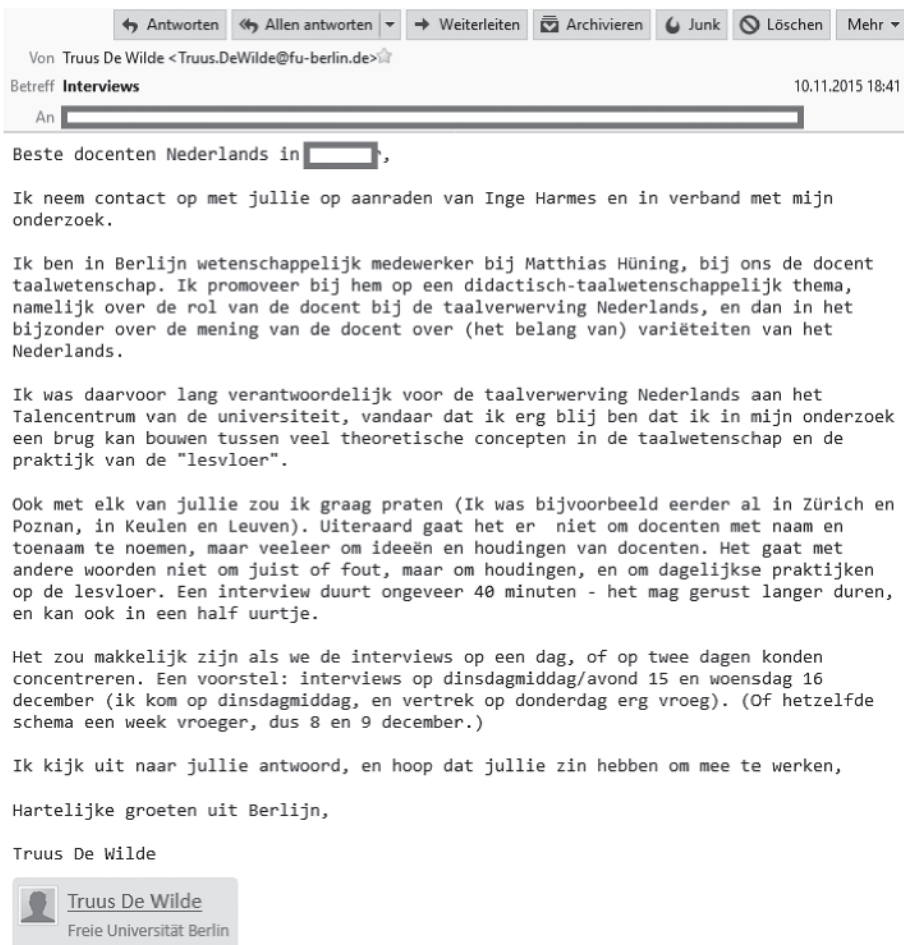 Antworten Allen antworten Weiterleiten Archivieren Junk Löschen Mehr
Von Truus De Wilde <Truus.DeWilde@fu-berlin.de>
Betreff Interviews 10.11.2015 18:41
An
Beste docenten Nederlands in ,
Ik neem contact op met jullie op aanraden van Inge Harmes en in verband met mijn
onderzoek.
Ik ben in Berlijn wetenschappelijk medewerker bij Matthias Hüning, bij ons de docent
taalwetenschap. Ik promoveer bij hem op een didactisch-taalwetenschappelijk thema,
namelijk over de rol van de docent bij de taalverwerving Nederlands, en dan in het
bijzonder over de mening van de docent over (het belang van) variëteiten van het
Nederlands.
Ik was daarvoor lang verantwoordelijk voor de taalverwerving Nederlands aan het
Talencentrum van de universiteit, vandaar dat ik erg blij ben dat ik in mijn onderzoek
een brug kan bouwen tussen veel theoretische concepten in de taalwetenschap en de
praktijk van de "lesvloer".
Ook met elk van jullie zou ik graag praten (Ik was bijvoorbeeld eerder al in Zürich en
Poznan, in Keulen en Leuven). Uiteraard gaat het er  niet om docenten met naam en
toenaam te noemen, maar veeleer om ideeën en houdingen van docenten. Het gaat met
andere woorden niet om juist of fout, maar om houdingen, en om dagelijkse praktijken
op de lesvloer. Een interview duurt ongeveer 40 minuten - het mag gerust langer duren,
en kan ook in een half uurtje.
Het zou makkelijk zijn als we de interviews op een dag, of op twee dagen konden
concentreren. Een voorstel: interviews op dinsdagmiddag/avond 15 en woensdag 16
december (ik kom op dinsdagmiddag, en vertrek op donderdag erg vroeg). (Of hetzelfde
schema een week vroeger, dus 8 en 9 december.)
Ik kijk uit naar jullie antwoord, en hoop dat jullie zin hebben om mee te werken,
Hartelijke groeten uit Berlijn,
Truus De Wilde
Truus De Wilde
Freie Universität Berlin